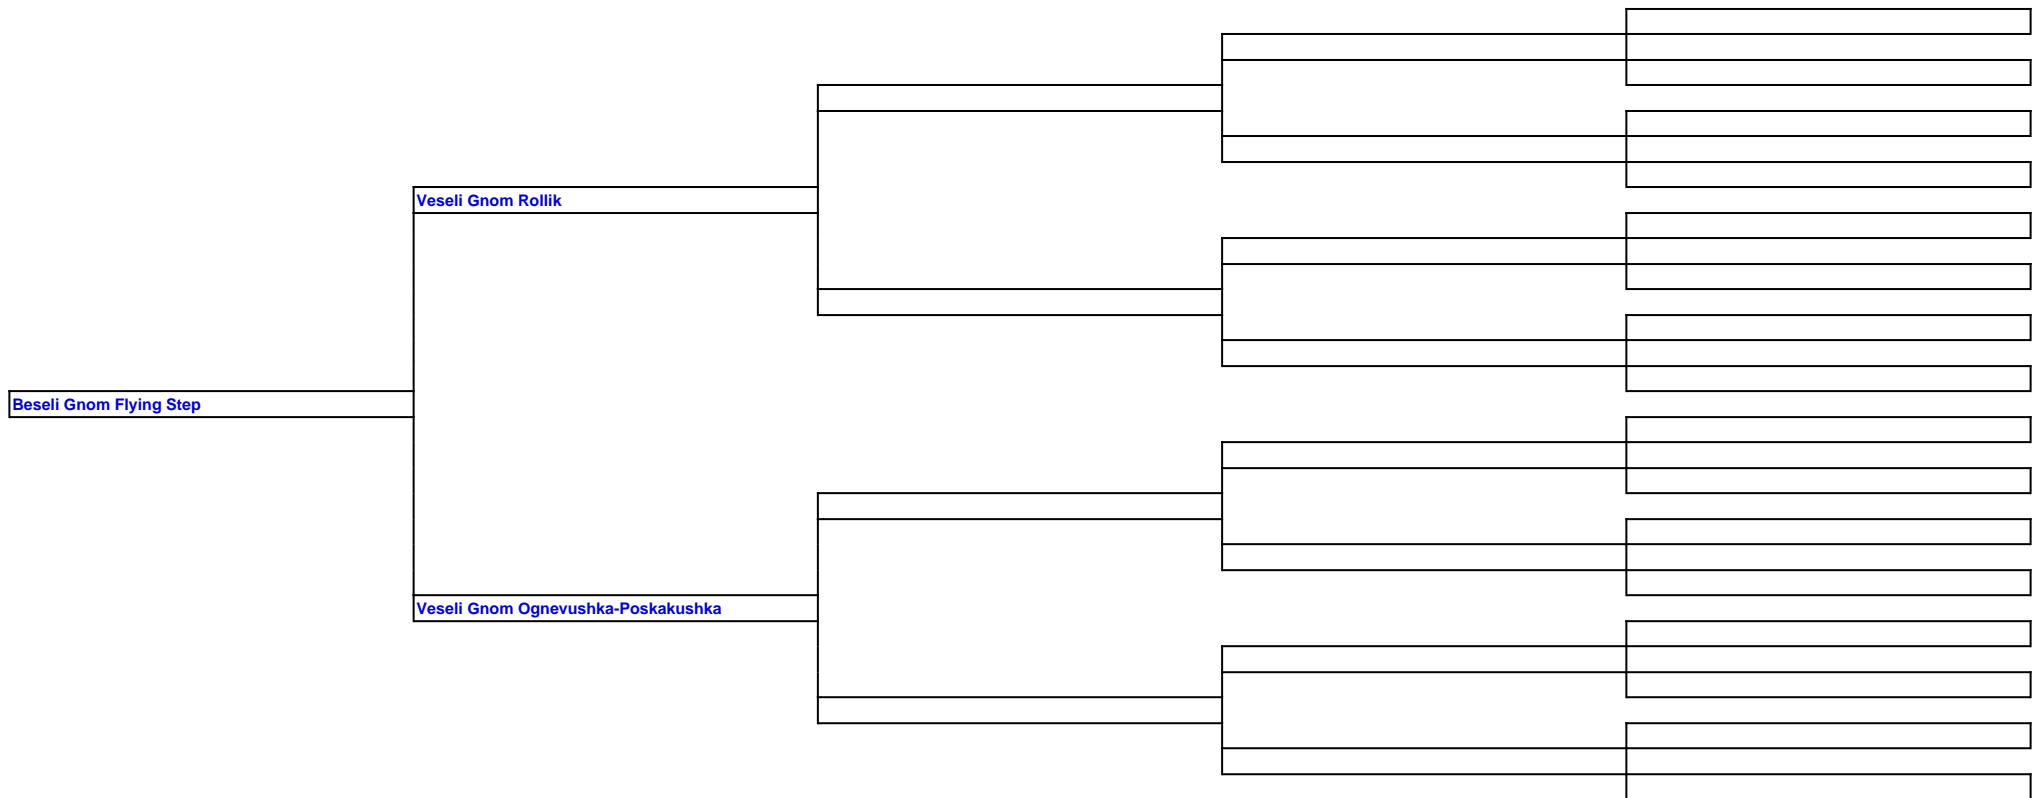 Veseli Gnom Rollik
Beseli Gnom Flying Step
Veseli Gnom Ognevushka-Poskakushka